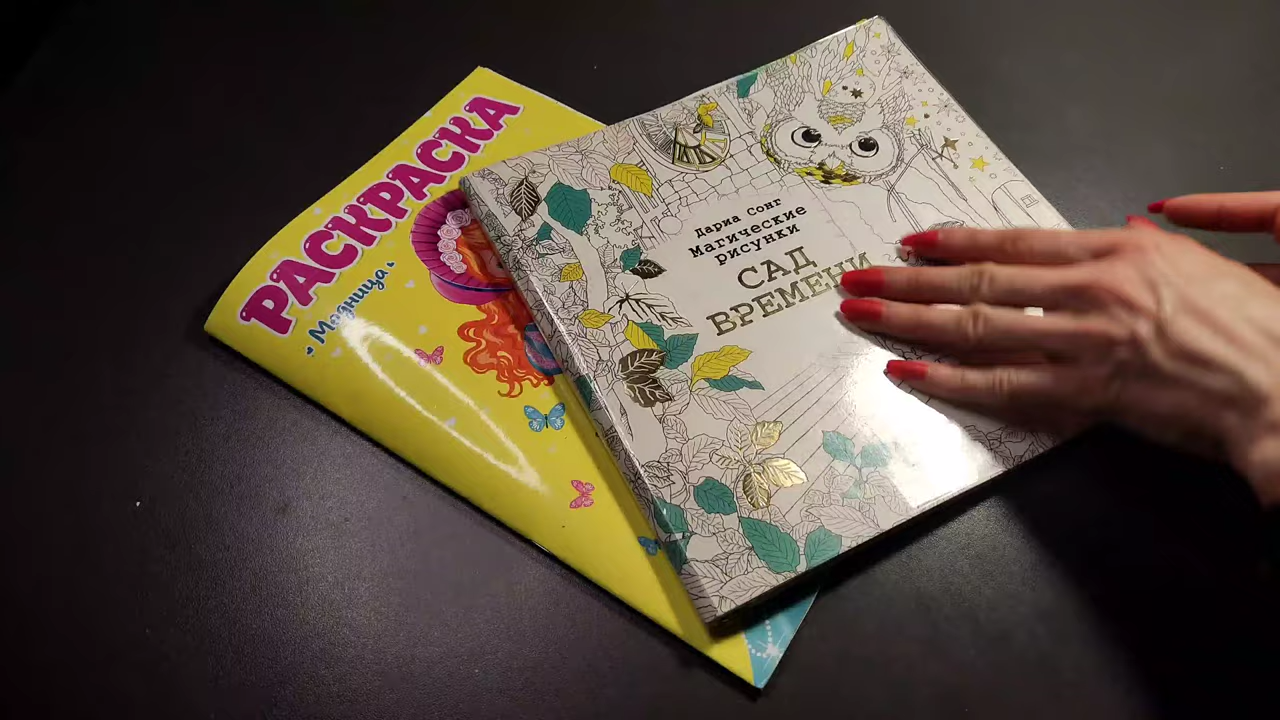 РАСКРАСКА
Модница
Дариа Сонг
Магические
рисунки
САД
ВРЕМЕНИ